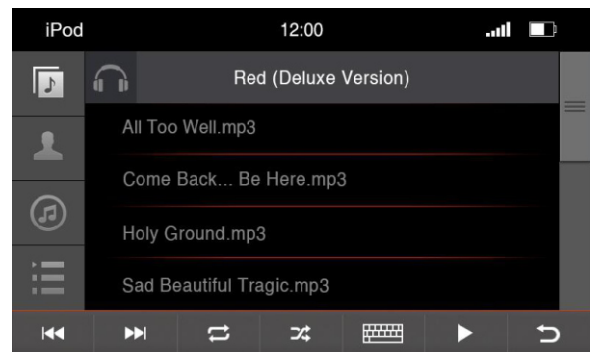 iPod 12:00
Red (Deluxe Version)
All Too Well.mp3
Come Back... Be Here.mp3
Holy Ground.mp3
Sad Beautiful Tragic.mp3